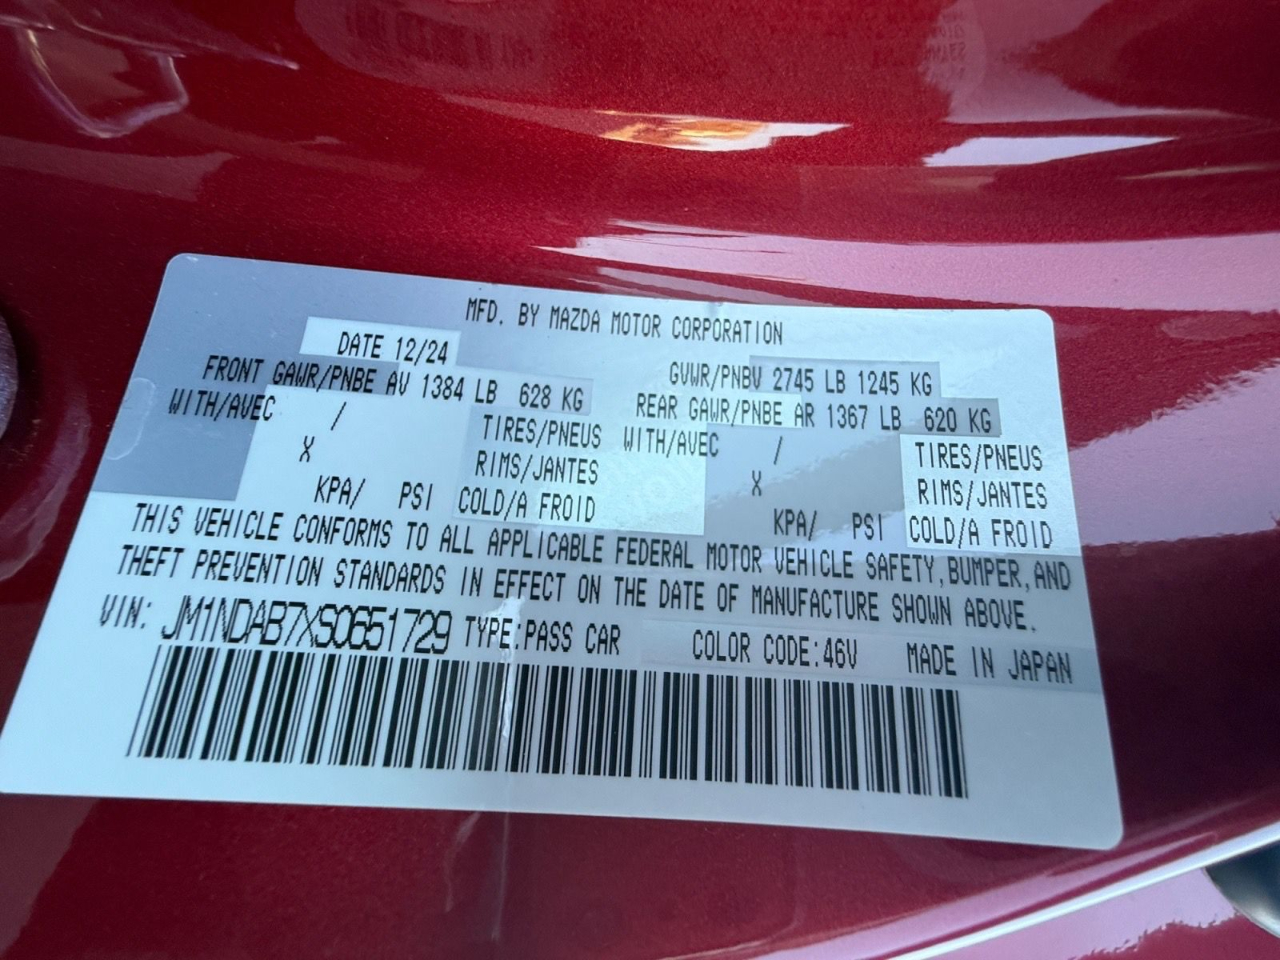 MFD. BY MAZDA MOTOR CORPORATION
DATE 12/24
GVWR/PNBV 2745 LB 1245 KG
FRONT GAWR/PNBE AV 1384 LB 628 KG
REAR GAWR/PNBE AR 1367 LB 620 KG
WITH/AVEC / TIRES/PNEUS WITH/AVEC / TIRES/PNEUS
X RIMS/JANTES X RIMS/JANTES
KPA/ PSI COLD/A FROID KPA/ PSI COLD/A FROID
THIS VEHICLE CONFORMS TO ALL APPLICABLE FEDERAL MOTOR VEHICLE SAFETY,BUMPER,AND
THEFT PREVENTION STANDARDS IN EFFECT ON THE DATE OF MANUFACTURE SHOWN ABOVE.
VIN: JM1NDAB7XS0651729 TYPE:PASS CAR COLOR CODE:46V MADE IN JAPAN